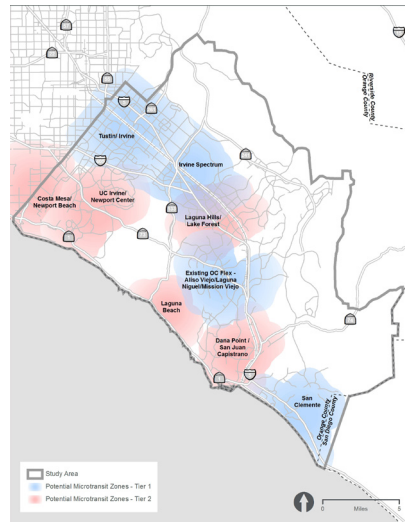 Riverside County
Orange County
Tustin/ Irvine
Irvine Spectrum
UC Irvine/
Newport Center
Costa Mesa/
Newport Beach
Laguna Hills/
Lake Forest
Existing OC Flex -
Aliso Viejo/Laguna
Niguel/Mission Viejo
Laguna
Beach
Dana Point /
San Juan
Capistrano
San
Clemente
Orange County
San Diego County
Study Area
Potential Microtransit Zones - Tier 1
Potential Microtransit Zones - Tier 2
0 5
Miles